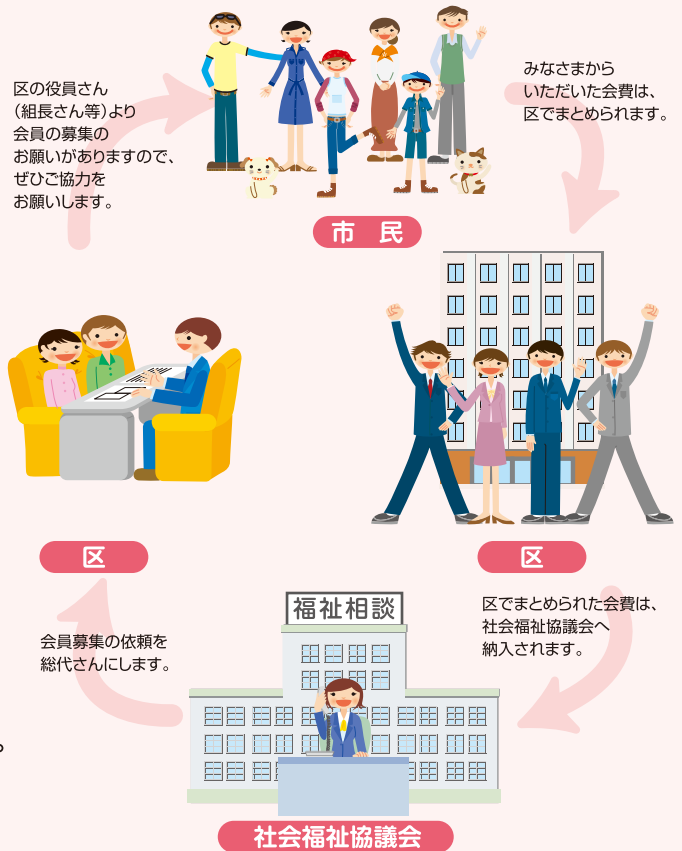 区の役員さん
（組長さん等）より
会員の募集の
お願いがありますので、
ぜひご協力を
お願いします。
みなさまから
いただいた会費は、
区でまとめられます。
市 民
区
区
会員募集の依頼を
総代さんにします。
福祉相談
区でまとめられた会費は、
社会福祉協議会へ
納入されます。
。
社会福祉協議会